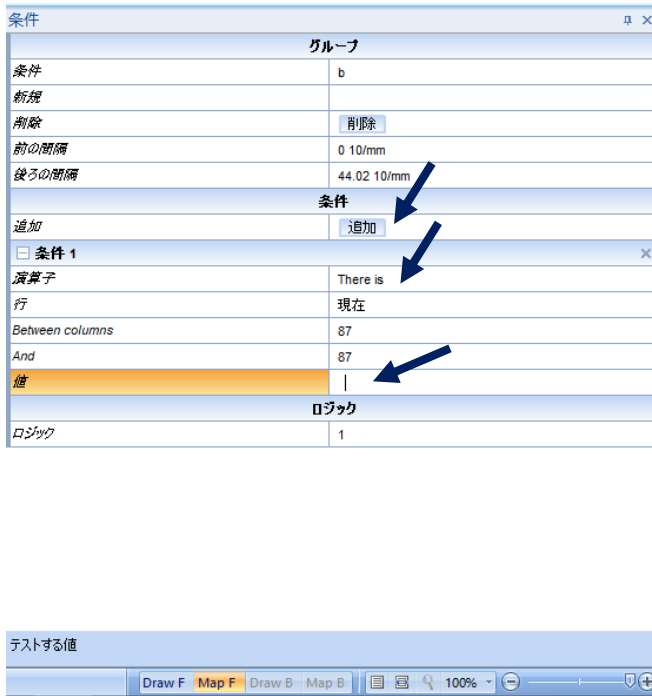 条件
グループ
条件 b
新規
削除 削除
前の間隔 0 10/mm
後ろの間隔 44.02 10/mm
条件
追加 追加
条件 1
演算子 There is
行 現在
Between columns 87
And 87
値
ロジック
ロジック 1
テストする値
Draw F Map F Draw B Map B 100%